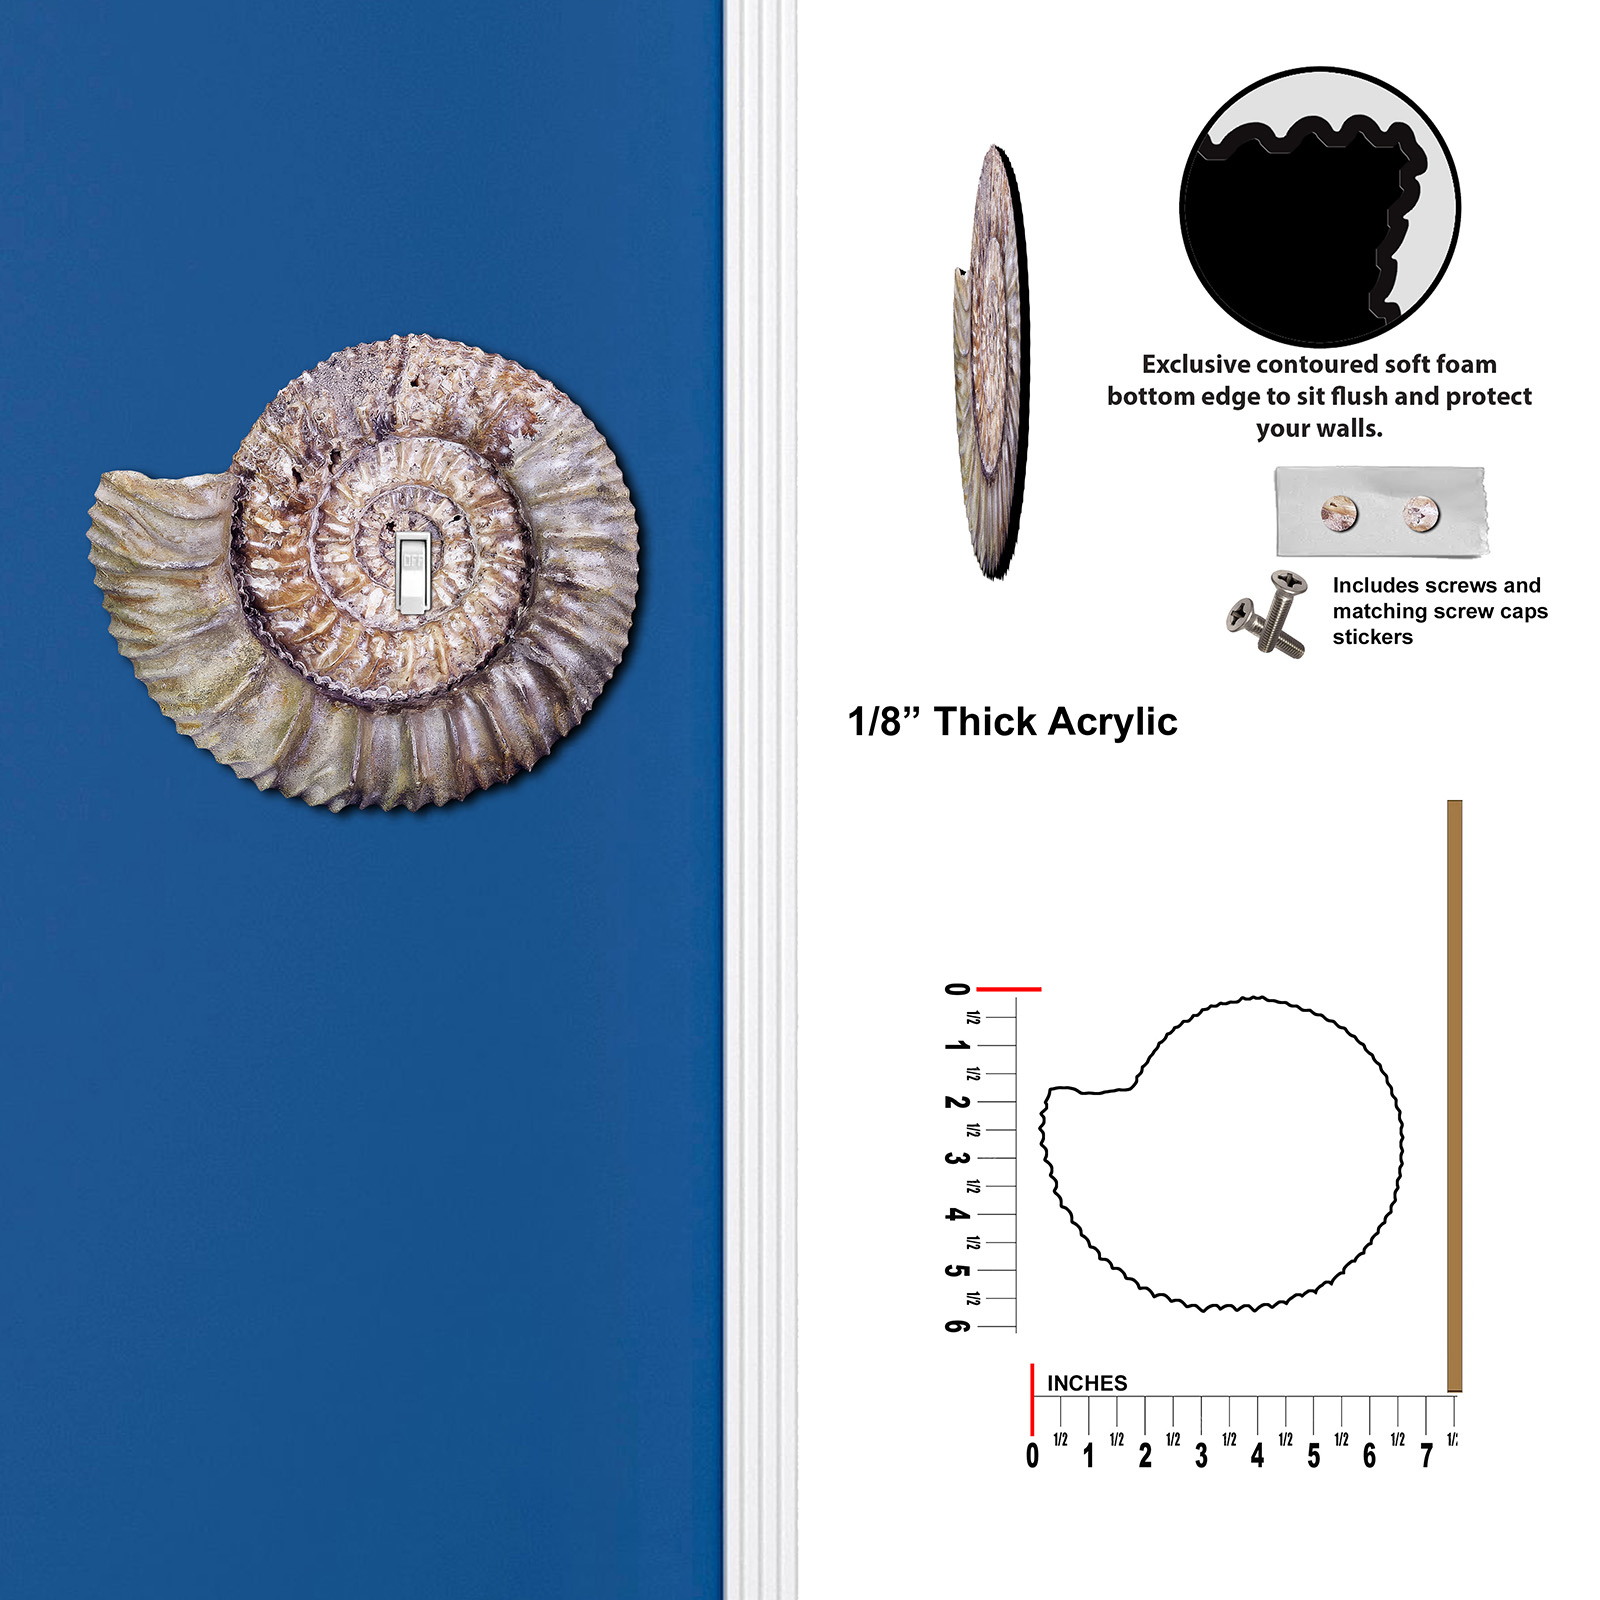 OFF
Exclusive contoured soft foam
bottom edge to sit flush and protect
your walls.
Includes screws and
matching screw caps
stickers
1/8” Thick Acrylic
0
1/2
1
1/2
2
1/2
3
1/2
4
1/2
5
1/2
6
INCHES
0 1/2 1 1/2 2 1/2 3 1/2 4 1/2 5 1/2 6 1/2 7